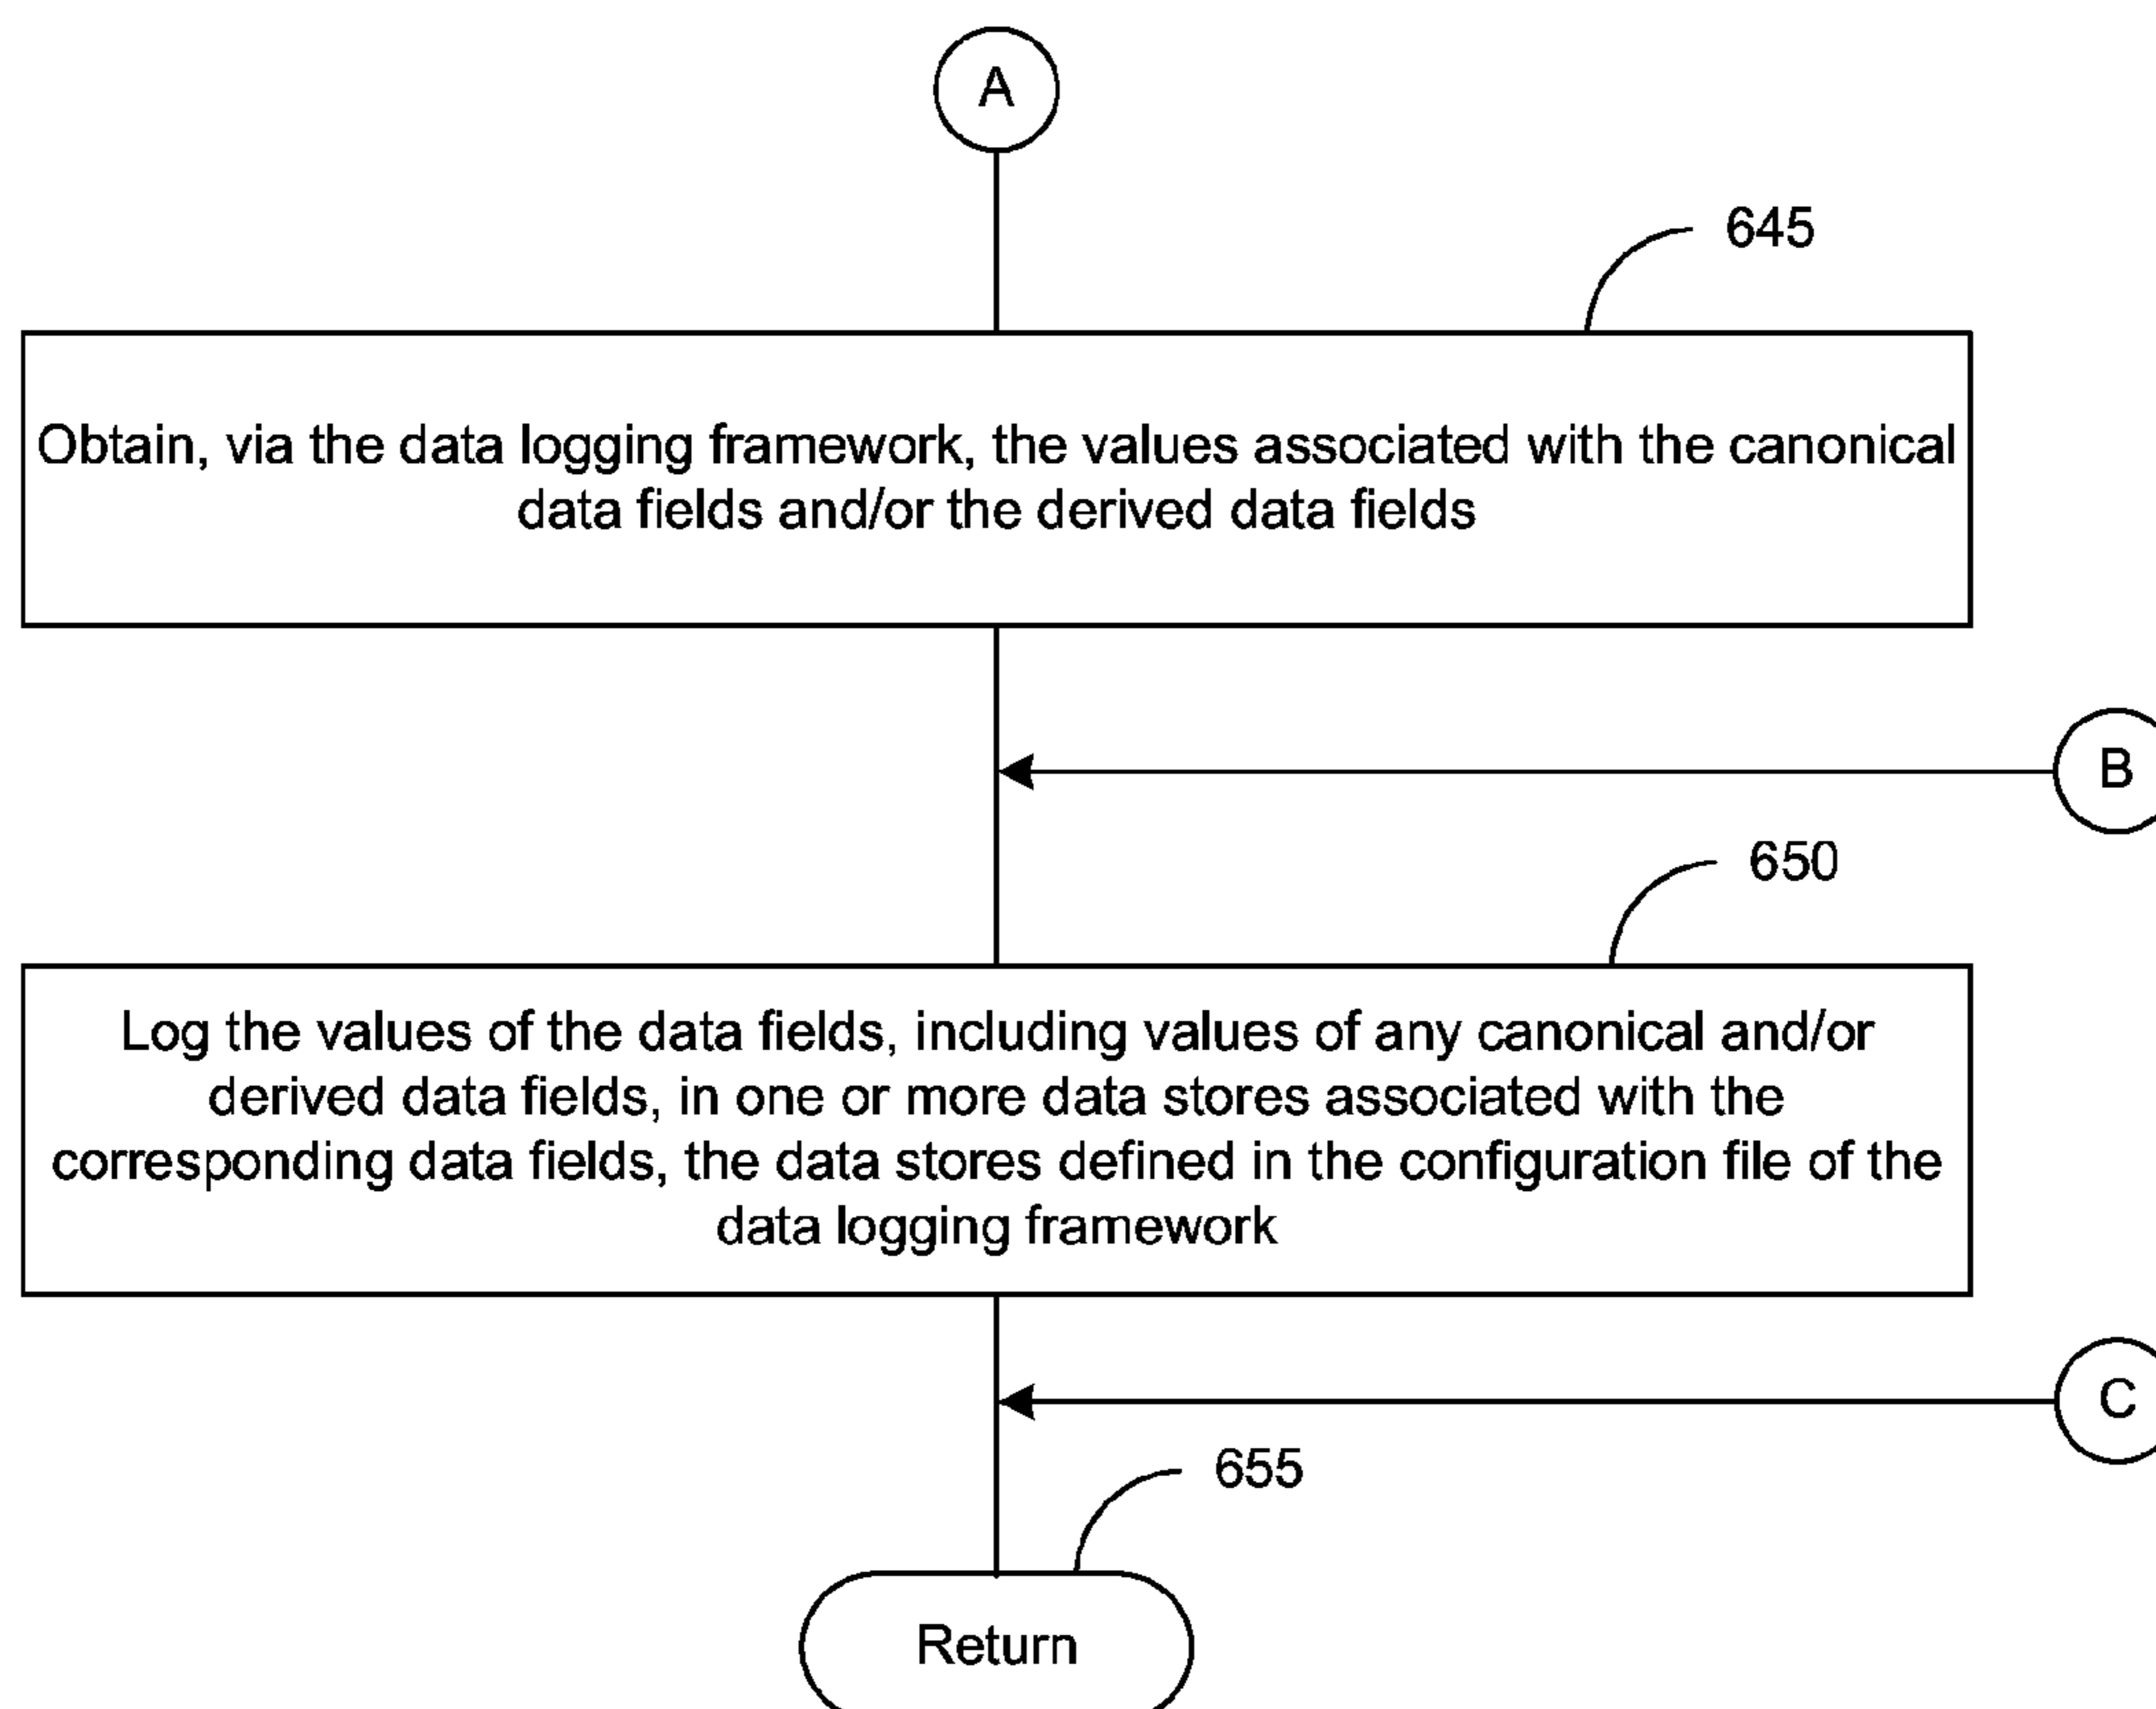 A
645
Obtain, via the data logging framework, the values associated with the canonical
data fields and/or the derived data fields
B
650
Log the values of the data fields, including values of any canonical and/or
derived data fields, in one or more data stores associated with the
corresponding data fields, the data stores defined in the configuration file of the
data logging framework
C
655
Return